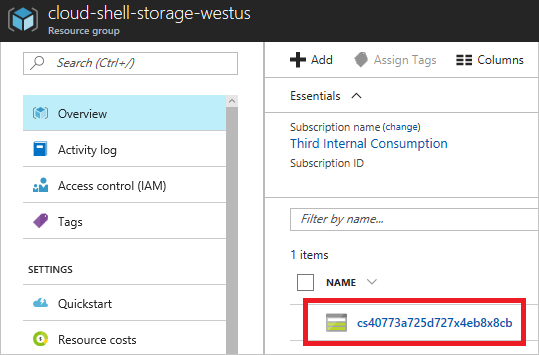 cloud-shell-storage-westus
Resource group
Search (Ctrl+/)
Overview
Activity log
Access control (IAM)
Tags
SETTINGS
Quickstart
Resource costs
Add
Assign Tags
Columns
Essentials
Subscription name (change)
Third Internal Consumption
Subscription ID
Filter by name...
1 items
NAME
cs40773a725d727x4eb8x8cb